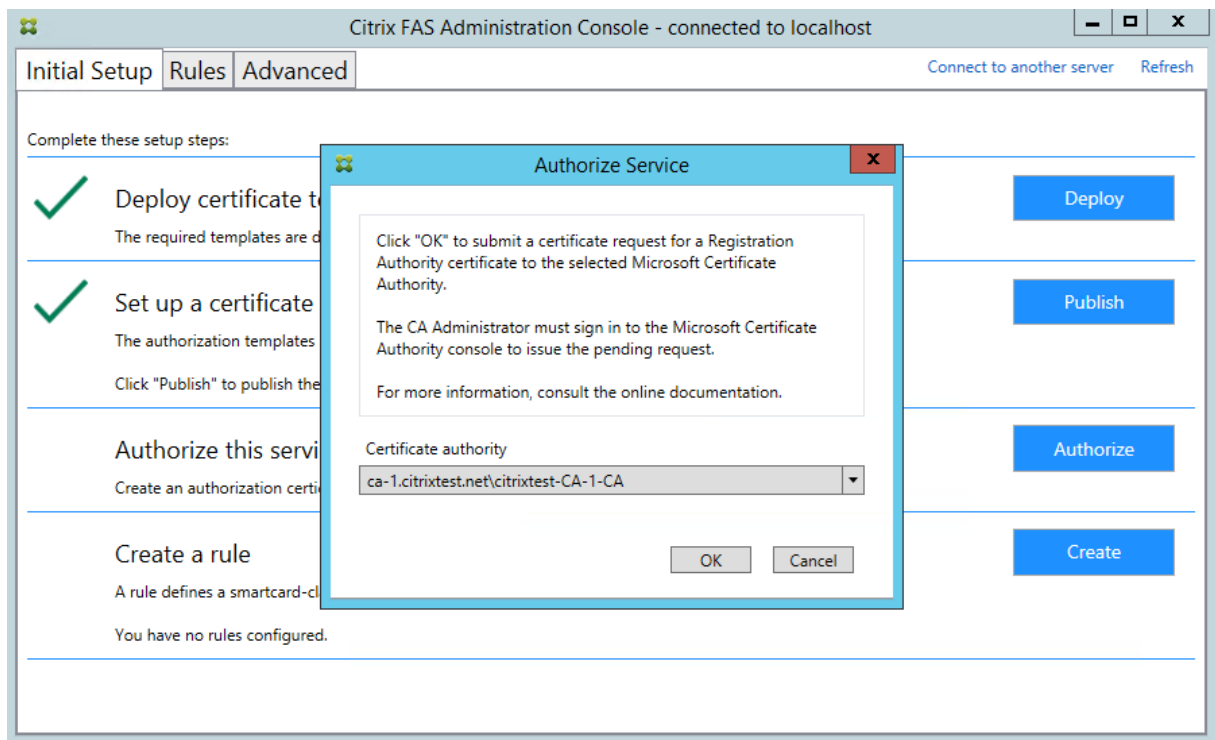 Citrix FAS Administration Console - connected to localhost
Initial Setup Rules Advanced Connect to another server Refresh
Complete these setup steps:
Authorize Service
Deploy certificate Deploy
The required templates are
Click "OK" to submit a certificate request for a Registration
Authority certificate to the selected Microsoft Certificate
Authority.
Set up a certificate Publish
The authorization templates
The CA Administrator must sign in to the Microsoft Certificate
Authority console to issue the pending request.
Click "Publish" to publish the
For more information, consult the online documentation.
Authorize this Authorize
Certificate authority
ca-1.citrixtest.net\citrixtest-CA-1-CA
Create an authorization
Create a rule Create
OK Cancel
A rule defines a
You have no rules configured.